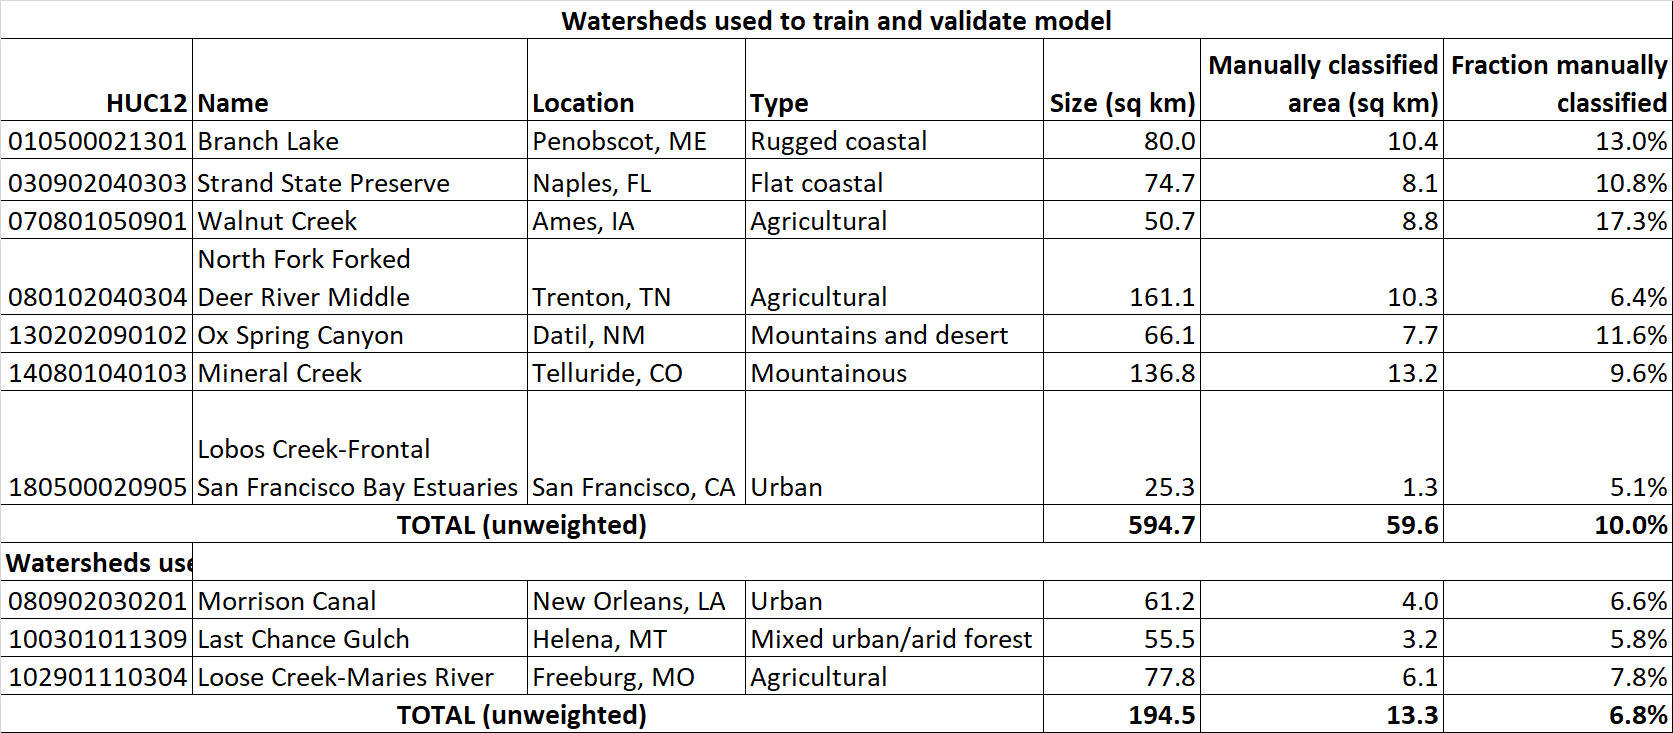 Watersheds used to train and validate model
HUC12 Name Location Type Size (sq km) Manually classified area (sq km) Fraction manually classified
010500021301 Branch Lake Penobscot, ME Rugged coastal 80.0 10.4 13.0%
030902040303 Strand State Preserve Naples, FL Flat coastal 74.7 8.1 10.8%
070801050901 Walnut Creek Ames, IA Agricultural 50.7 8.8 17.3%
080102040304 North Fork Forked Deer River Middle Trenton, TN Agricultural 161.1 10.3 6.4%
130202090102 Ox Spring Canyon Datil, NM Mountains and desert 66.1 7.7 11.6%
140801040103 Mineral Creek Telluride, CO Mountainous 136.8 13.2 9.6%
180500020905 Lobos Creek-Frontal San Francisco Bay Estuaries San Francisco, CA Urban 25.3 1.3 5.1%
TOTAL (unweighted) 594.7 59.6 10.0%
Watersheds use
080902030201 Morrison Canal New Orleans, LA Urban 61.2 4.0 6.6%
100301011309 Last Chance Gulch Helena, MT Mixed urban/arid forest 55.5 3.2 5.8%
102901110304 Loose Creek-Maries River Freeburg, MO Agricultural 77.8 6.1 7.8%
TOTAL (unweighted) 194.5 13.3 6.8%